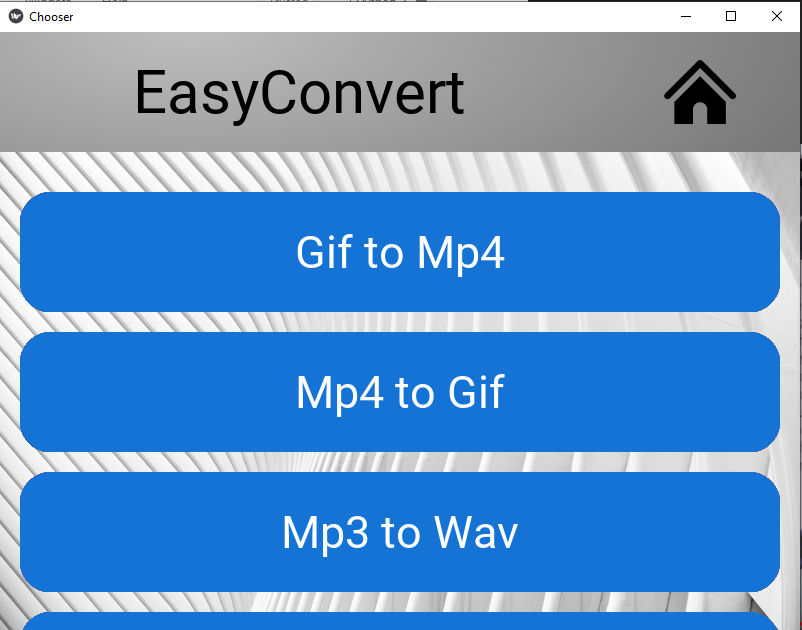 Chooser
EasyConvert
Gif to Mp4
Mp4 to Gif
Mp3 to Wav